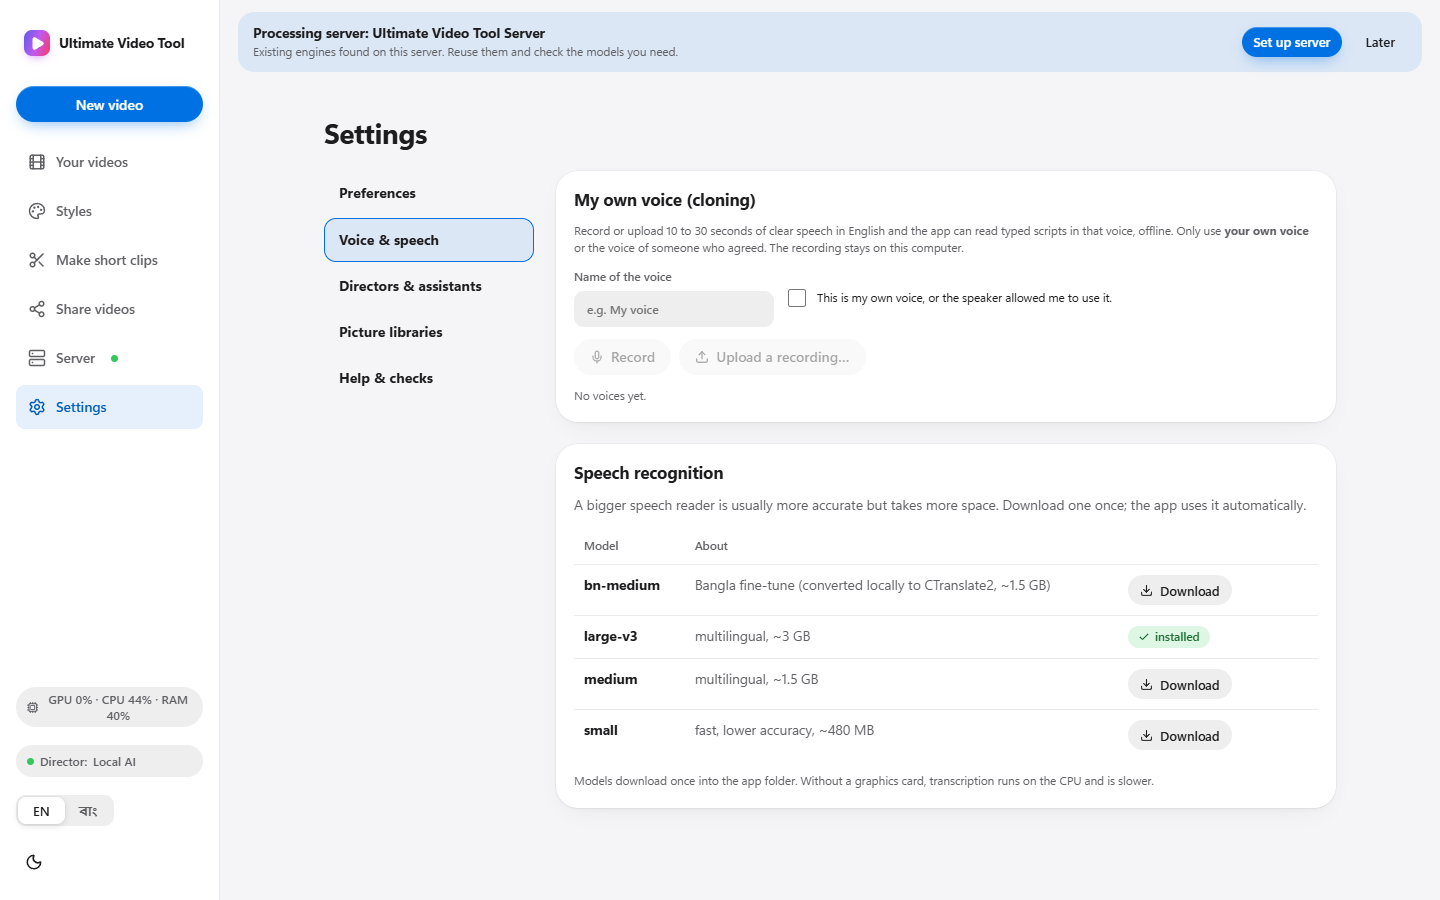 Ultimate Video Tool
New video
Your videos
Styles
Make short clips
Share videos
Server
Settings
GPU 0% · CPU 44% · RAM
40%
Director: Local AI
EN
বাং
Processing server: Ultimate Video Tool Server
Existing engines found on this server. Reuse them and check the models you need.
Set up server
Later
Settings
Preferences
Voice & speech
Directors & assistants
Picture libraries
Help & checks
My own voice (cloning)
Record or upload 10 to 30 seconds of clear speech in English and the app can read typed scripts in that voice, offline. Only use your own voice
or the voice of someone who agreed. The recording stays on this computer.
Name of the voice
e.g. My voice
This is my own voice, or the speaker allowed me to use it.
Record
Upload a recording...
No voices yet.
Speech recognition
A bigger speech reader is usually more accurate but takes more space. Download one once; the app uses it automatically.
Model About
bn-medium Bangla fine-tune (converted locally to CTranslate2, ~1.5 GB) Download
large-v3 multilingual, ~3 GB installed
medium multilingual, ~1.5 GB Download
small fast, lower accuracy, ~480 MB Download
Models download once into the app folder. Without a graphics card, transcription runs on the CPU and is slower.